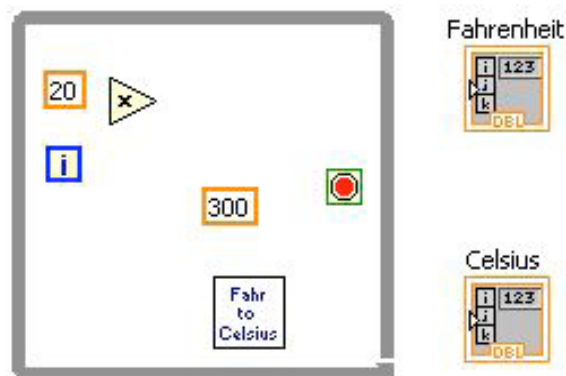 Fahrenheit
i 123
j
k
DBL
20
×
i
300
Fahr
to
Celsius
Celsius
i 123
j
k
DBL